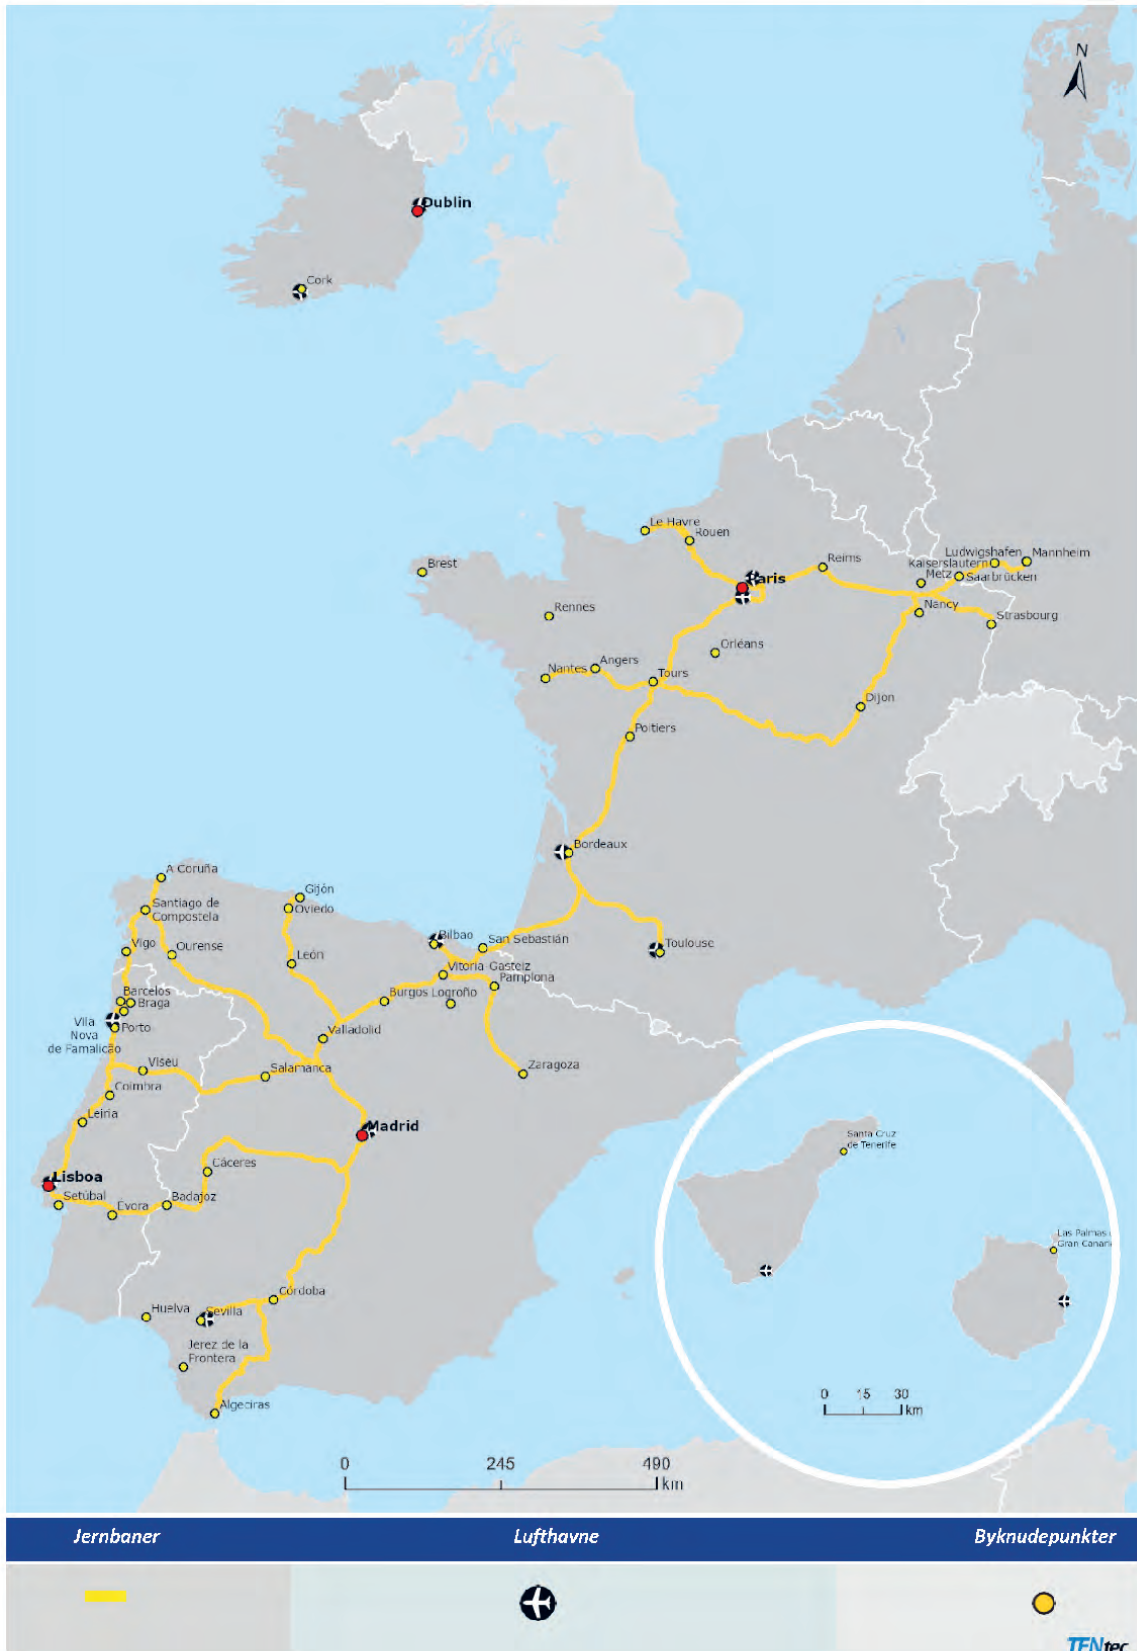 N
Dublin
Cork
Le Havre
Rouen
Brest
Paris
Reims
Ludwigshafen
Mannheim
Kaiserslautern
Metz
Saarbrücken
Rennes
Nancy
Strasbourg
Orléans
Nantes
Angers
Tours
Dijon
Poitiers
Bordeaux
A Coruña
Gijón
Santiago de
Compostela
Oviedo
Vigo
Ourense
León
Bilbao
San Sebastián
Toulouse
Vitoria-Gasteiz
Pamplona
Barcelos
Braga
Burgos
Logroño
Vila
Nova
de Famalicão
Porto
Valladolid
Viseu
Salamanca
Zaragoza
Coimbra
Leiria
Madrid
Lisboa
Cáceres
Setúbal
Évora
Badajoz
Córdoba
Huelva
Sevilla
Jerez de la
Frontera
Algeciras
Santa Cruz
de Tenerife
Las Palmas
Gran Canari
0 15 30
km
0 245 490
km
Jernbaner Lufthavne Byknudepunkter
TENtec